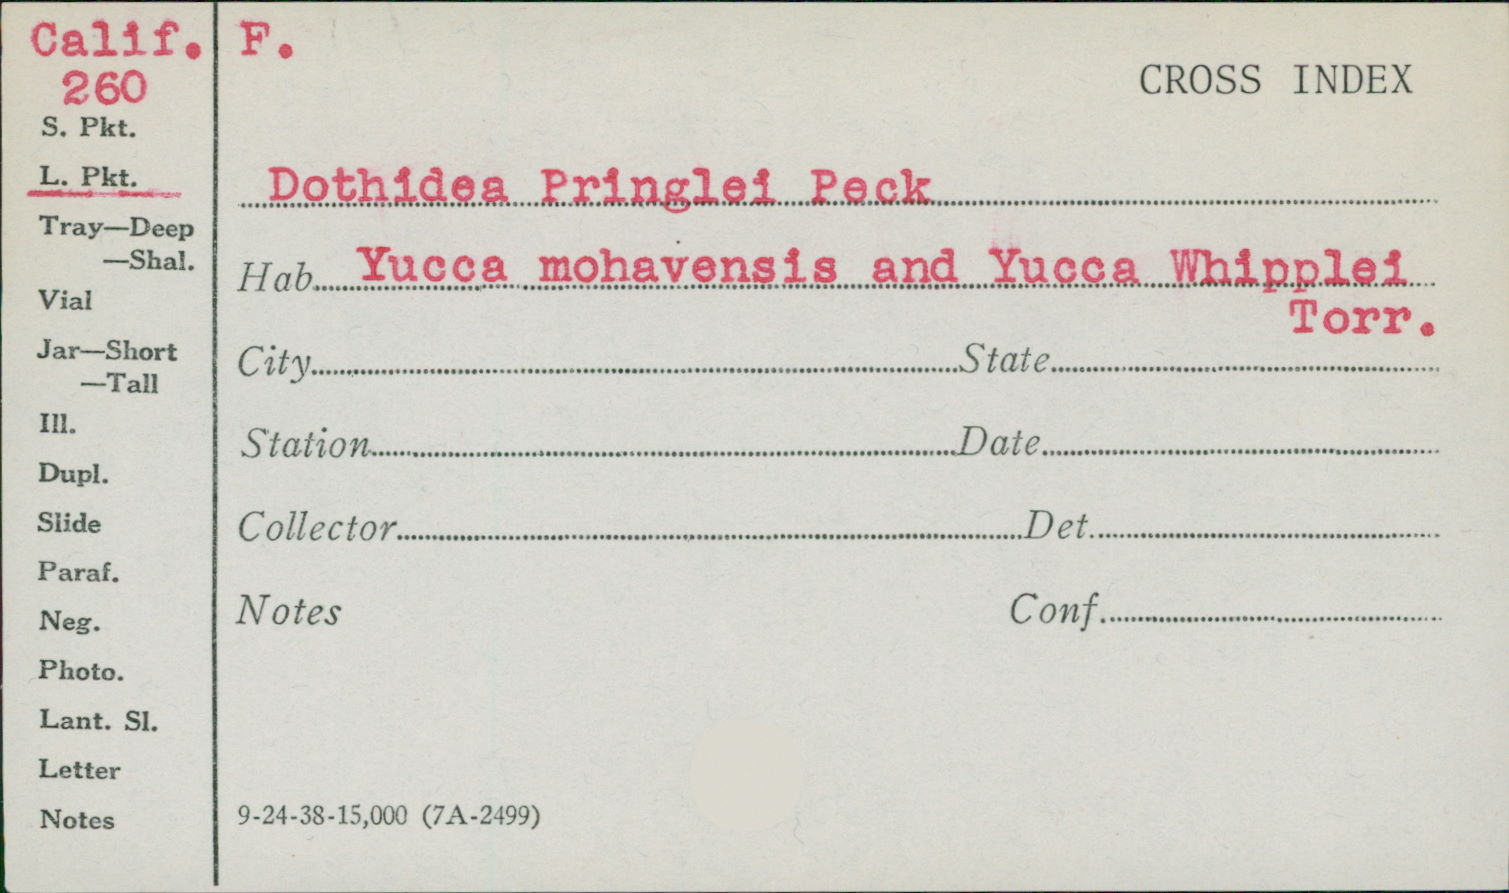 Calif.
260
S. Pkt.
L. Pkt.
Tray—Deep
—Shal.
Vial
Jar—Short
—Tall
Ill.
Dupl.
Slide
Paraf.
Neg.
Photo.
Lant. Sl.
Letter
Notes
F.
CROSS INDEX
Dothidea Pringlei Peck
Hab. Yucca mohavensis and Yucca Whipplei
Torr.
City State
Station Date
Collector Det.
Notes Conf.
9-24-38-15,000 (7A-2499)